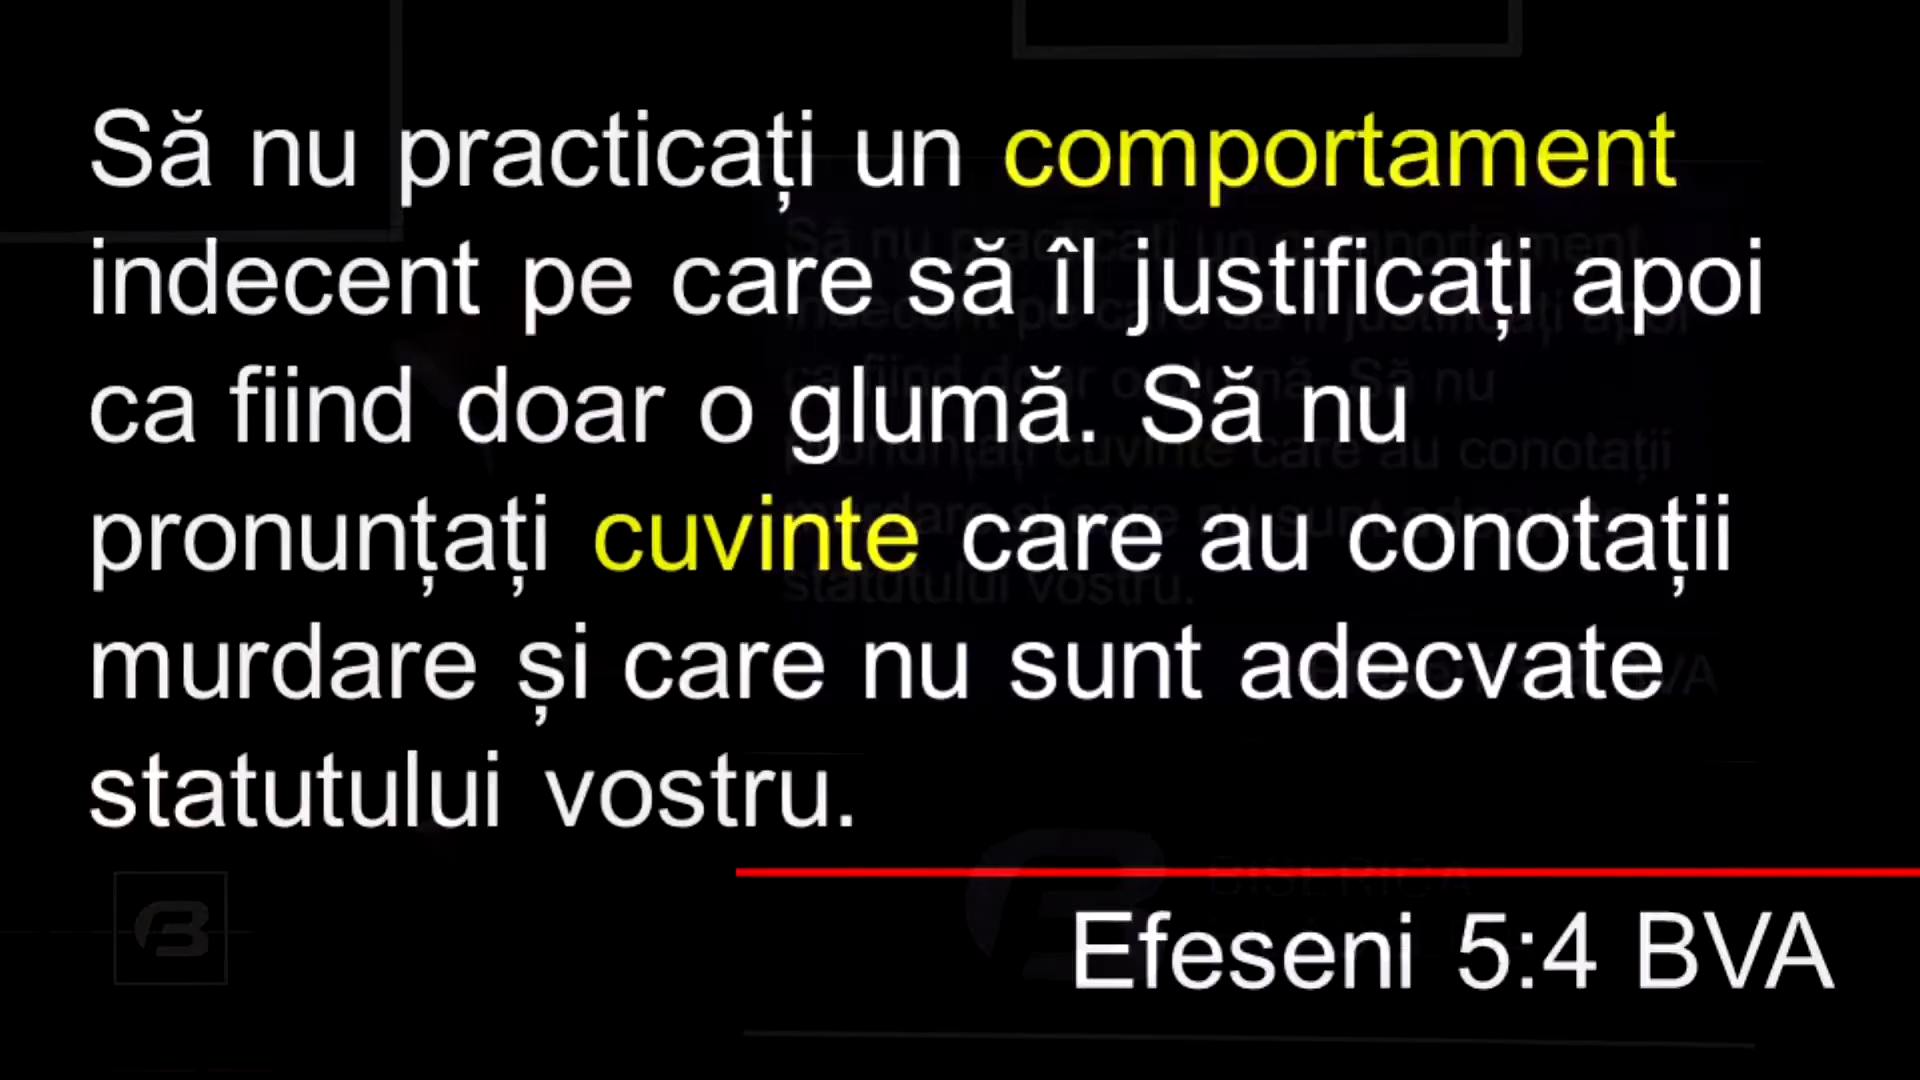 Să nu practicați un comportament
indecent pe care să îl justificați apoi
ca fiind doar o glumă. Să nu
pronunțați cuvinte care au conotații
murdare și care nu sunt adecvate
statutului vostru.
Efeseni 5:4 BVA
BISERICA